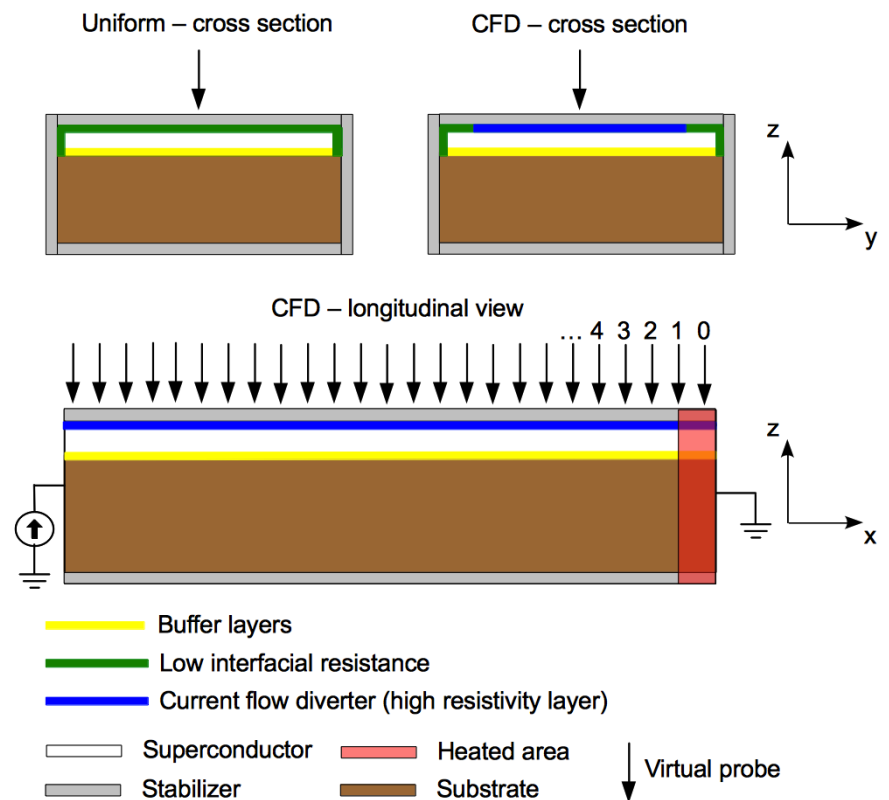 Uniform – cross section
CFD – cross section
z
y
CFD – longitudinal view
... 4 3 2 1 0
z
x
Buffer layers
Low interfacial resistance
Current flow diverter (high resistivity layer)
Superconductor
Heated area
Virtual probe
Stabilizer
Substrate